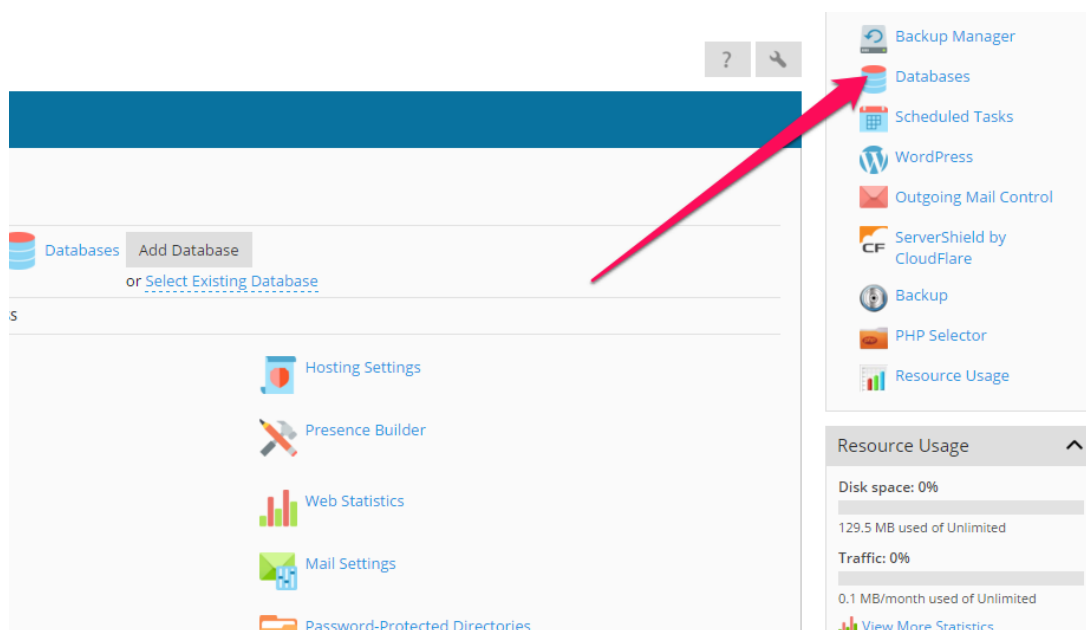 ?
Databases
Add Database
or Select Existing Database
s
Hosting Settings
Presence Builder
Web Statistics
Mail Settings
Password-Protected Directories
Backup Manager
Databases
Scheduled Tasks
WordPress
Outgoing Mail Control
CF
ServerShield by
CloudFlare
Backup
PHP Selector
Resource Usage
Resource Usage
Disk space: 0%
129.5 MB used of Unlimited
Traffic: 0%
0.1 MB/month used of Unlimited
View More Statistics